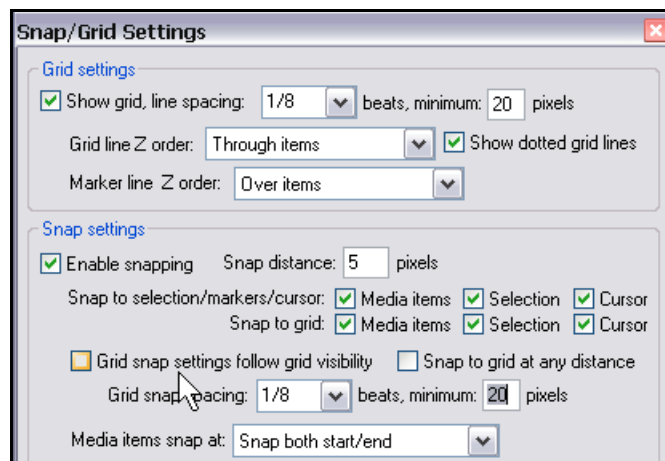 Snap/Grid Settings
Grid settings
Show grid, line spacing: 1/8 beats, minimum: 20 pixels
Grid line Z order: Through items Show dotted grid lines
Marker line Z order: Over items
Snap settings
Enable snapping Snap distance: 5 pixels
Snap to selection/markers/cursor: Media items Selection Cursor
Snap to grid: Media items Selection Cursor
Grid snap settings follow grid visibility Snap to grid at any distance
Grid snap spacing: 1/8 beats, minimum: 20 pixels
Media items snap at: Snap both start/end